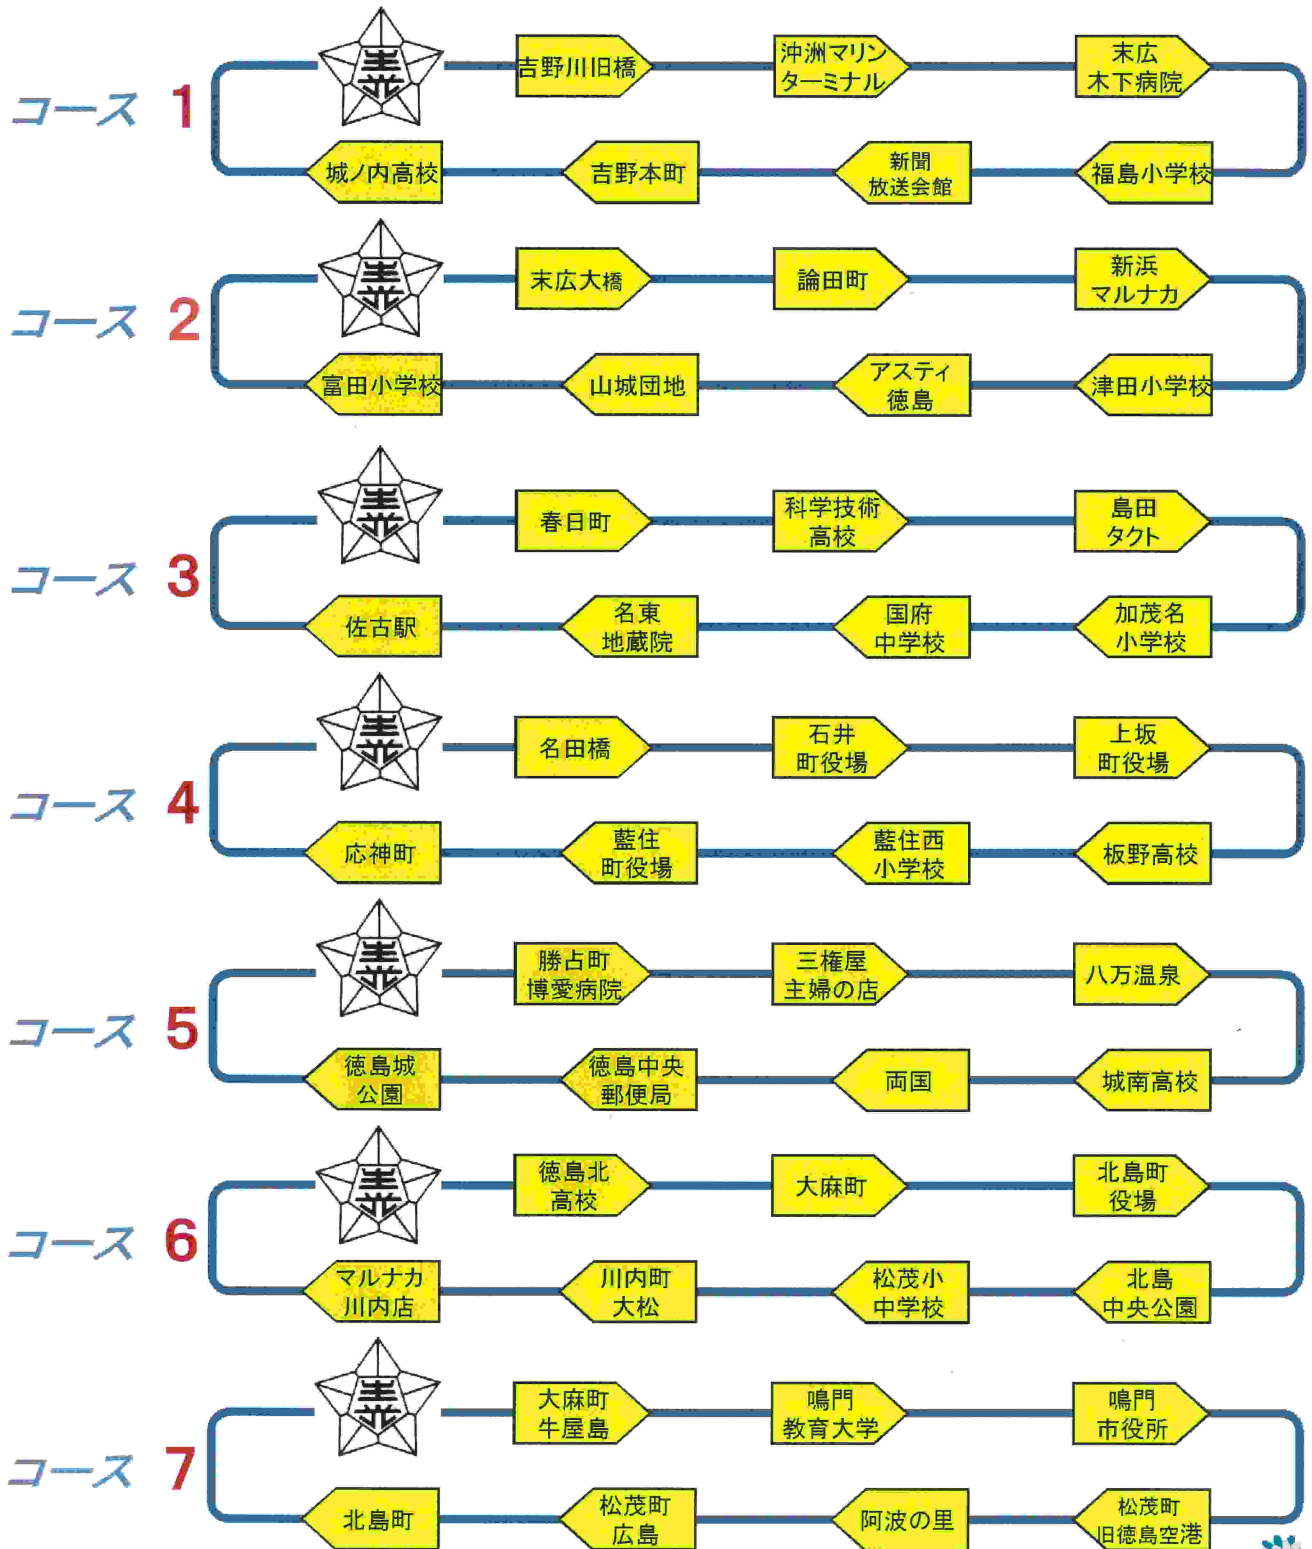 コース 1
吉野川旧橋
沖洲マリン
ターミナル
末広
木下病院
福島小学校
新聞
放送会館
吉野本町
城ノ内高校
コース 2
末広大橋
論田町
新浜
マルナカ
津田小学校
アスティ
徳島
山城団地
富田小学校
コース 3
春日町
科学技術
高校
島田
タクト
加茂名
小学校
国府
中学校
名東
地蔵院
佐古駅
コース 4
名田橋
石井
町役場
上坂
町役場
板野高校
藍住西
小学校
藍住
町役場
応神町
コース 5
勝占町
博愛病院
三権屋
主婦の店
八万温泉
城南高校
両国
徳島中央
郵便局
徳島城
公園
コース 6
徳島北
高校
大麻町
北島町
役場
北島
中央公園
松茂小
中学校
川内町
大松
マルナカ
川内店
コース 7
大麻町
牛屋島
鳴門
教育大学
鳴門
市役所
松茂町
旧徳島空港
阿波の里
松茂町
広島
北島町